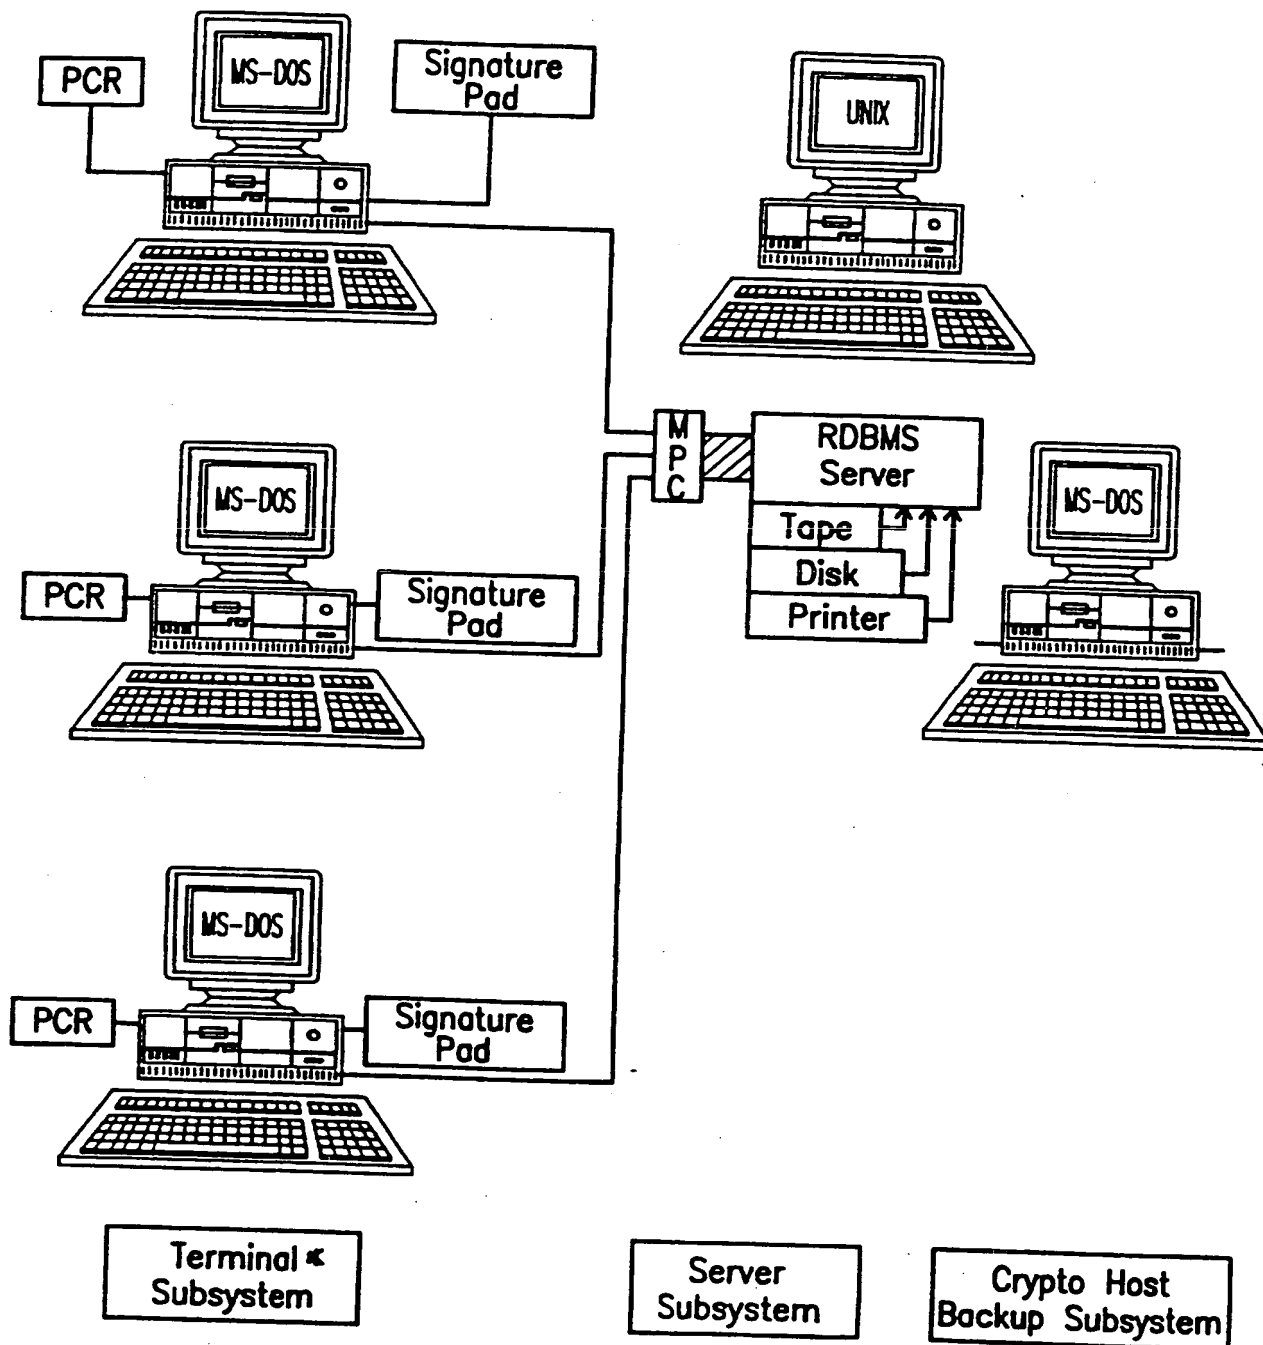 PCR
MS-DOS
Signature
Pad
UNIX
M
P
C
RDBMS
Server
Tape
Disk
Printer
MS-DOS
PCR
MS-DOS
Signature
Pad
PCR
MS-DOS
Signature
Pad
Terminal *
Subsystem
Server
Subsystem
Crypto Host
Backup Subsystem